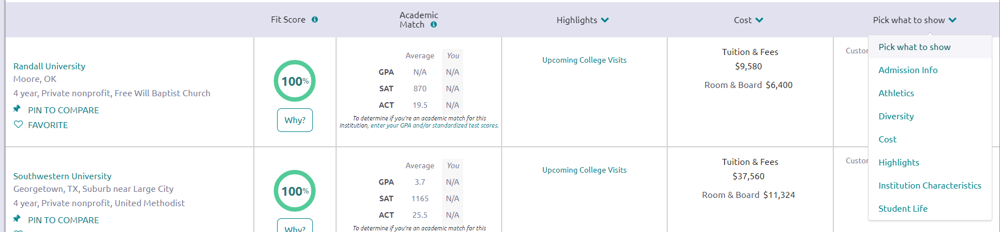 Fit Score
Academic
Match
Highlights
Cost
Pick what to show
Randall University
Moore, OK
4 year, Private nonprofit, Free Will Baptist Church
PIN TO COMPARE
FAVORITE
100%
Why?
Average You
GPA N/A N/A
SAT 870 N/A
ACT 19.5 N/A
To determine if you're an academic match for this
institution, enter your GPA and/or standardized test scores.
Upcoming College Visits
Tuition & Fees
$9,580
Room & Board $6,400
Pick what to show
Admission Info
Athletics
Diversity
Cost
Highlights
Institution Characteristics
Student Life
Southwestern University
Georgetown, TX, Suburb near Large City
4 year, Private nonprofit, United Methodist
PIN TO COMPARE
100%
Why?
Average You
GPA 3.7 N/A
SAT 1165 N/A
ACT 25.5 N/A
To determine if you're an academic match for this
Upcoming College Visits
Tuition & Fees
$37,560
Room & Board $11,324